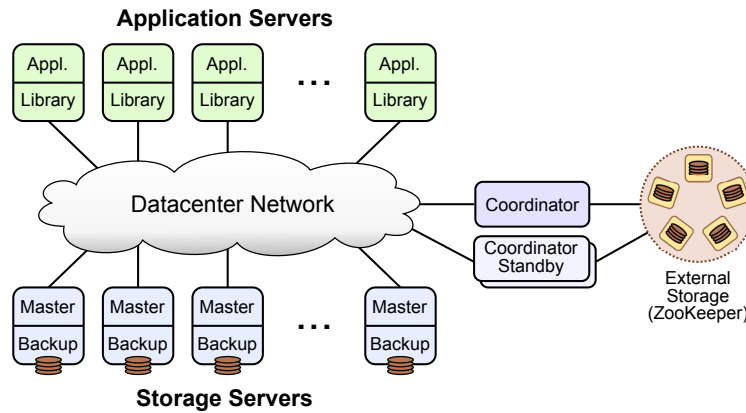 Application Servers
Appl. Appl. Appl. ... Appl.
Library Library Library Library
Datacenter Network
Coordinator
Coordinator
Standby
External
Storage
(ZooKeeper)
Master Master Master ... Master
Backup Backup Backup Backup
Storage Servers